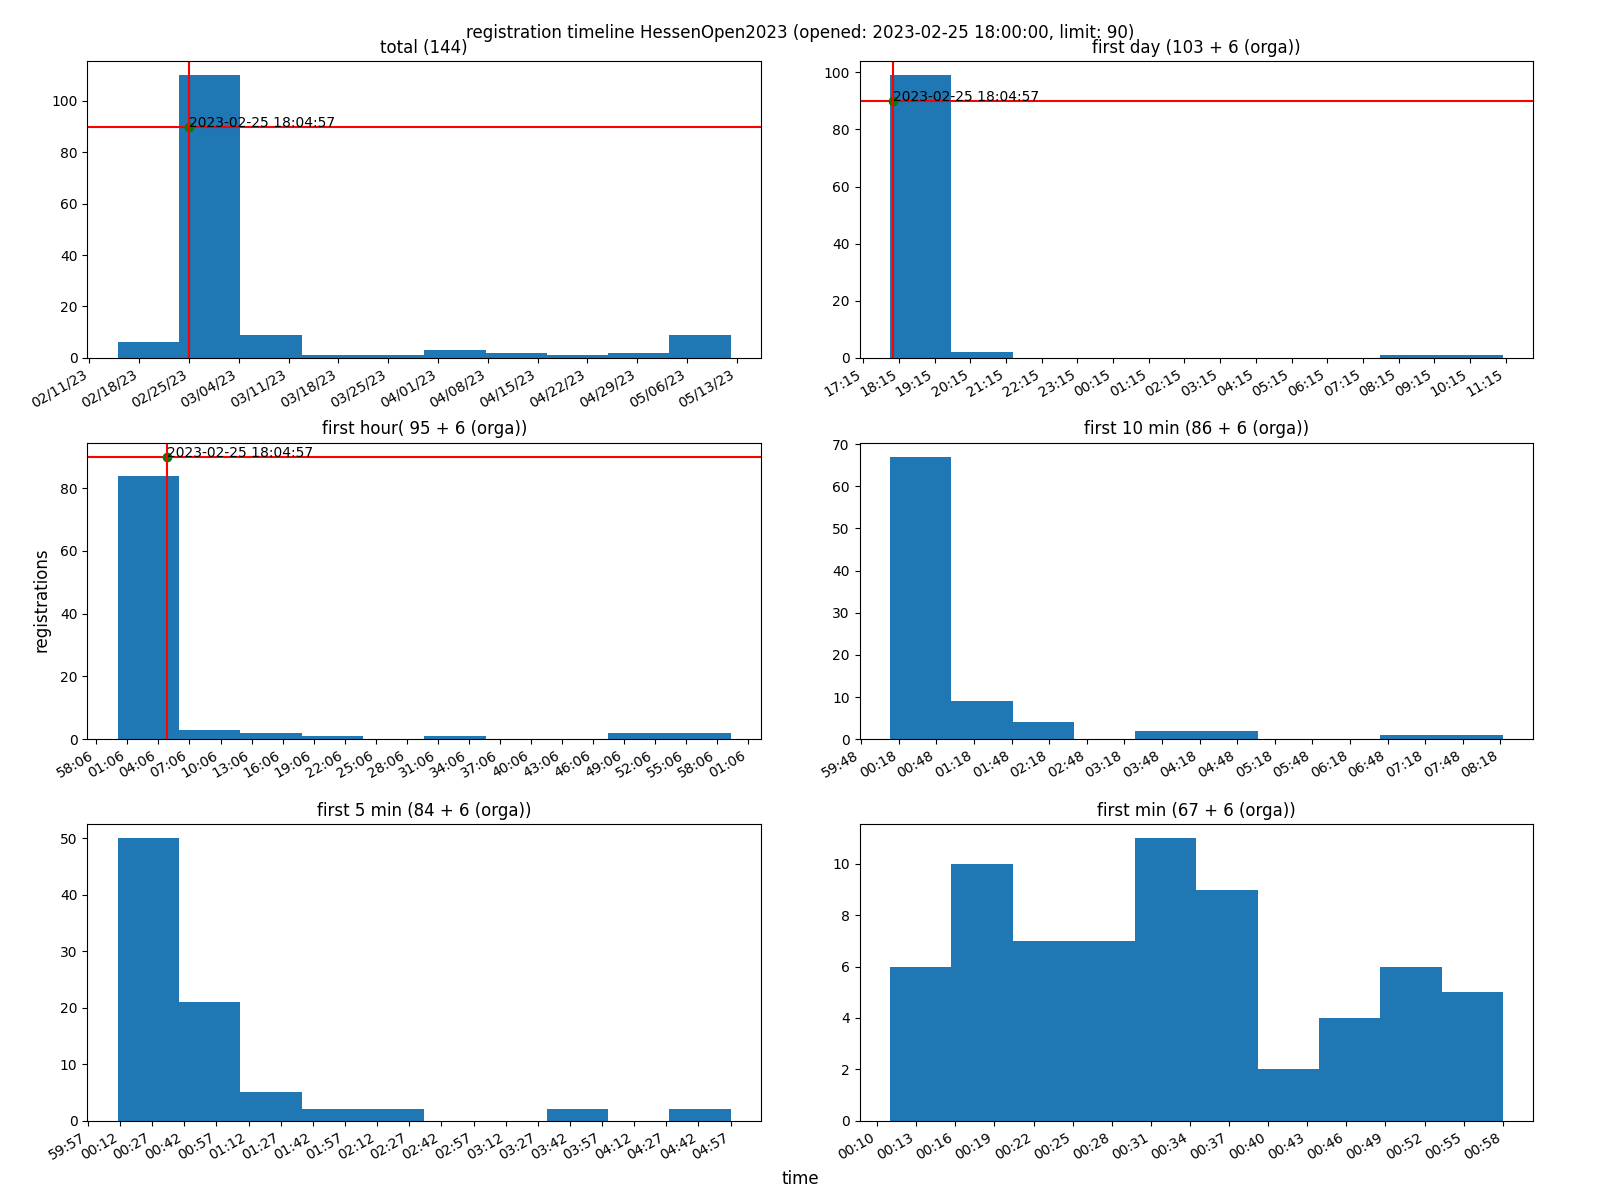 registration timeline HessenOpen2023 (opened: 2023-02-25 18:00:00, limit: 90)
total (144)
100
80
60
40
20
0
2023-02-25 18:04:57
02/11/23 02/18/23 02/25/23 03/04/23 03/11/23 03/18/23 03/25/23 04/01/23 04/08/23 04/15/23 04/22/23 04/29/23 05/06/23 05/13/23
first day (103 + 6 (orga))
100
80
60
40
20
0
2023-02-25 18:04:57
17:15 18:15 19:15 20:15 21:15 22:15 23:15 00:15 01:15 02:15 03:15 04:15 05:15 06:15 07:15 08:15 09:15 10:15 11:15
first hour( 95 + 6 (orga))
80
60
40
20
0
2023-02-25 18:04:57
58:06 01:06 04:06 07:06 10:06 13:06 16:06 19:06 22:06 25:06 28:06 31:06 34:06 37:06 40:06 43:06 46:06 49:06 52:06 55:06 58:06 01:06
registrations
first 10 min (86 + 6 (orga))
70
60
50
40
30
20
10
0
59:48 00:18 00:48 01:18 01:48 02:18 02:48 03:18 03:48 04:18 04:48 05:18 05:48 06:18 06:48 07:18 07:48 08:18
first 5 min (84 + 6 (orga))
50
40
30
20
10
0
59:57 00:12 00:27 00:42 00:57 01:12 01:27 01:42 01:57 02:12 02:27 02:42 02:57 03:12 03:27 03:42 03:57 04:12 04:27 04:42 04:57
first min (67 + 6 (orga))
10
8
6
4
2
0
00:10 00:13 00:16 00:19 00:22 00:25 00:28 00:31 00:34 00:37 00:40 00:43 00:46 00:49 00:52 00:55 00:58
time